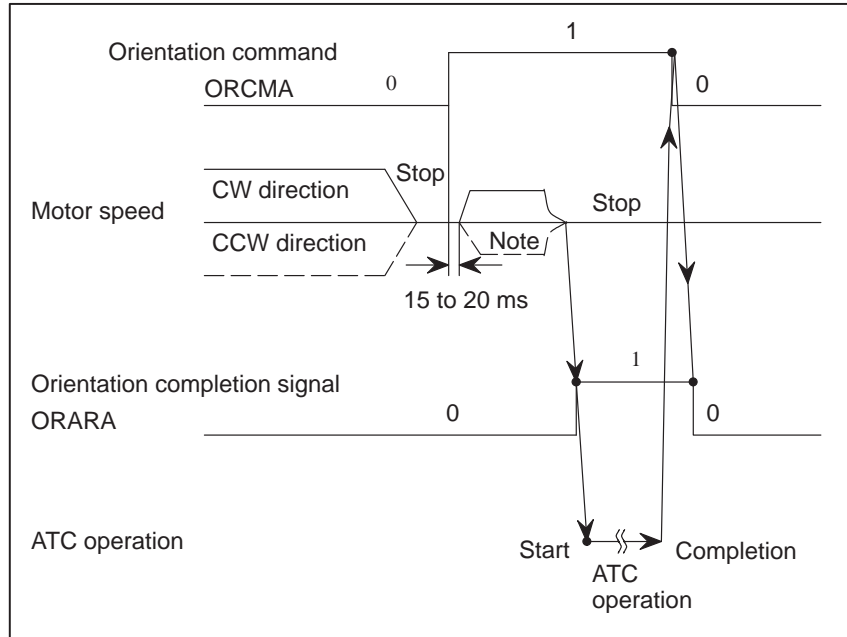 Orientation command
1
ORCMA
0
0
CW direction
Stop
Motor speed
Stop
CCW direction
Note
15 to 20 ms
Orientation completion signal
1
ORARA
0
0
ATC operation
Start
Completion
ATC
operation